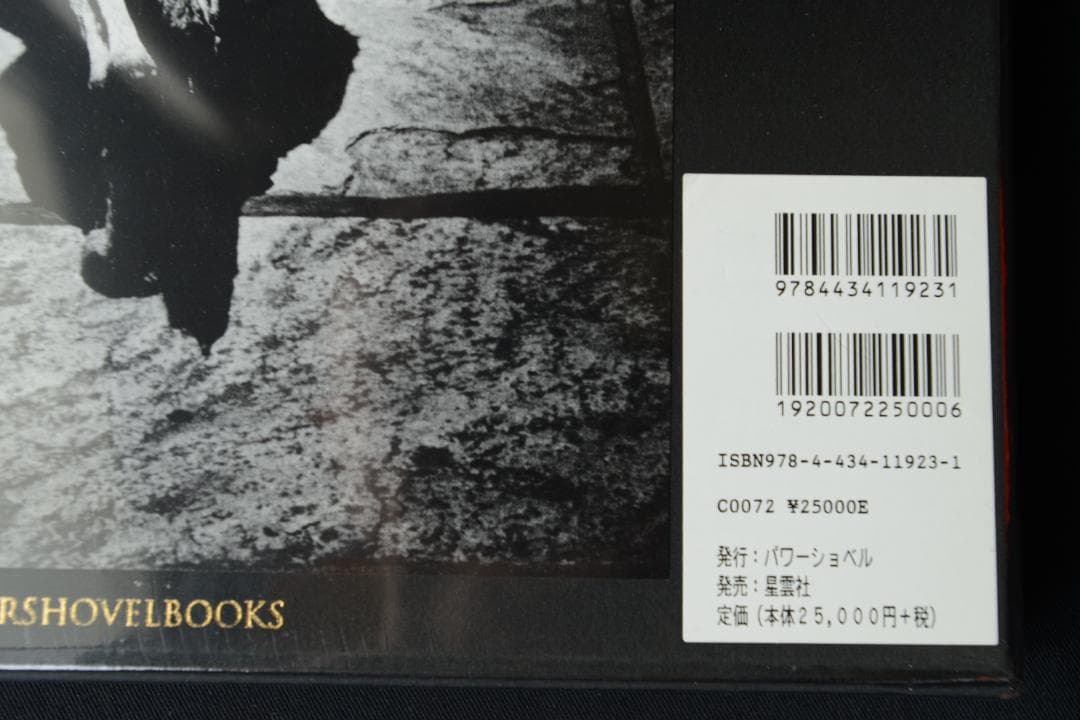 9784434119231
1920072250006
ISBN978-4-434-11923-1
C0072 ¥25000E
発行：パワーショベル
発売：星雲社
定価（本体２５,０００円＋税）
RSHOVELBOOKS